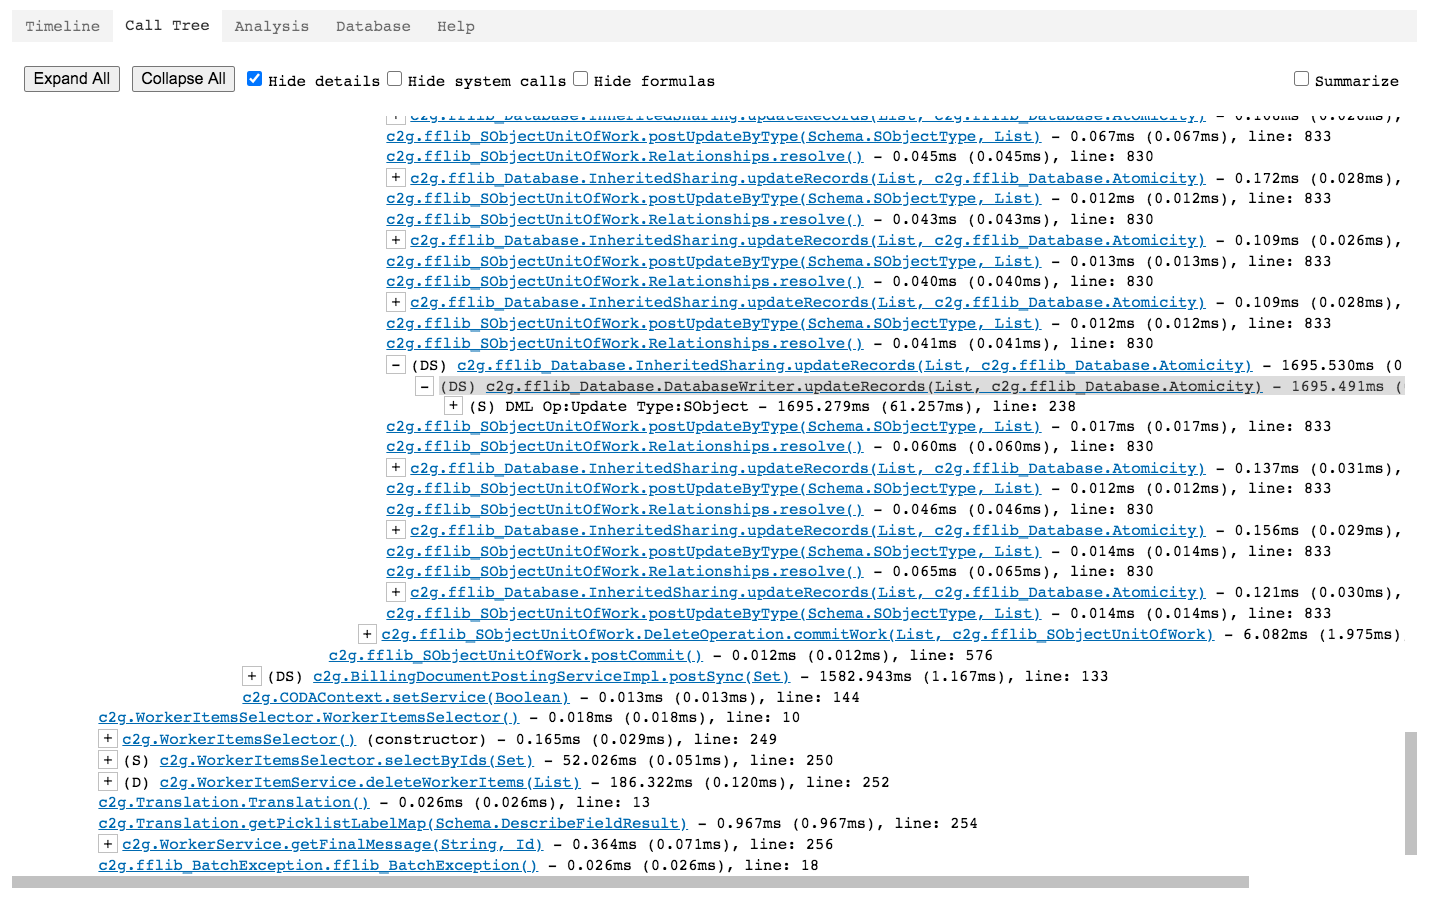 Timeline Call Tree Analysis Database Help
Expand All Collapse All Hide details Hide system calls Hide formulas Summarize
+ c2g.fflib_Database.InheritedSharing.updateRecords(List, c2g.fflib_Database.Atomicity)
c2g.fflib_SObjectUnitOfWork.postUpdateByType(Schema.SObjectType, List) - 0.067ms (0.067ms), line: 833
c2g.fflib_SObjectUnitOfWork.Relationships.resolve() - 0.045ms (0.045ms), line: 830
+ c2g.fflib_Database.InheritedSharing.updateRecords(List, c2g.fflib_Database.Atomicity) - 0.172ms (0.028ms),
c2g.fflib_SObjectUnitOfWork.postUpdateByType(Schema.SObjectType, List) - 0.012ms (0.012ms), line: 833
c2g.fflib_SObjectUnitOfWork.Relationships.resolve() - 0.043ms (0.043ms), line: 830
+ c2g.fflib_Database.InheritedSharing.updateRecords(List, c2g.fflib_Database.Atomicity) - 0.109ms (0.026ms),
c2g.fflib_SObjectUnitOfWork.postUpdateByType(Schema.SObjectType, List) - 0.013ms (0.013ms), line: 833
c2g.fflib_SObjectUnitOfWork.Relationships.resolve() - 0.040ms (0.040ms), line: 830
+ c2g.fflib_Database.InheritedSharing.updateRecords(List, c2g.fflib_Database.Atomicity) - 0.109ms (0.028ms),
c2g.fflib_SObjectUnitOfWork.postUpdateByType(Schema.SObjectType, List) - 0.012ms (0.012ms), line: 833
c2g.fflib_SObjectUnitOfWork.Relationships.resolve() - 0.041ms (0.041ms), line: 830
- (DS) c2g.fflib_Database.InheritedSharing.updateRecords(List, c2g.fflib_Database.Atomicity) - 1695.530ms (0
- (DS) c2g.fflib_Database.DatabaseWriter.updateRecords(List, c2g.fflib_Database.Atomicity) - 1695.491ms (
+ (S) DML Op:Update Type:SObject - 1695.279ms (61.257ms), line: 238
c2g.fflib_SObjectUnitOfWork.postUpdateByType(Schema.SObjectType, List) - 0.017ms (0.017ms), line: 833
c2g.fflib_SObjectUnitOfWork.Relationships.resolve() - 0.060ms (0.060ms), line: 830
+ c2g.fflib_Database.InheritedSharing.updateRecords(List, c2g.fflib_Database.Atomicity) - 0.137ms (0.031ms),
c2g.fflib_SObjectUnitOfWork.postUpdateByType(Schema.SObjectType, List) - 0.012ms (0.012ms), line: 833
c2g.fflib_SObjectUnitOfWork.Relationships.resolve() - 0.046ms (0.046ms), line: 830
+ c2g.fflib_Database.InheritedSharing.updateRecords(List, c2g.fflib_Database.Atomicity) - 0.156ms (0.029ms),
c2g.fflib_SObjectUnitOfWork.postUpdateByType(Schema.SObjectType, List) - 0.014ms (0.014ms), line: 833
c2g.fflib_SObjectUnitOfWork.Relationships.resolve() - 0.065ms (0.065ms), line: 830
+ c2g.fflib_Database.InheritedSharing.updateRecords(List, c2g.fflib_Database.Atomicity) - 0.121ms (0.030ms),
c2g.fflib_SObjectUnitOfWork.postUpdateByType(Schema.SObjectType, List) - 0.014ms (0.014ms), line: 833
+ c2g.fflib_SObjectUnitOfWork.DeleteOperation.commitWork(List, c2g.fflib_SObjectUnitOfWork) - 6.082ms (1.975ms)
c2g.fflib_SObjectUnitOfWork.postCommit() - 0.012ms (0.012ms), line: 576
+ (DS) c2g.BillingDocumentPostingServiceImpl.postSync(Set) - 1582.943ms (1.167ms), line: 133
c2g.CODAContext.setService(Boolean) - 0.013ms (0.013ms), line: 144
c2g.WorkerItemsSelector.WorkerItemsSelector() - 0.018ms (0.018ms), line: 10
+ c2g.WorkerItemsSelector() (constructor) - 0.165ms (0.029ms), line: 249
+ (S) c2g.WorkerItemsSelector.selectByIds(Set) - 52.026ms (0.051ms), line: 250
+ (D) c2g.WorkerItemService.deleteWorkerItems(List) - 186.322ms (0.120ms), line: 252
c2g.Translation.Translation() - 0.026ms (0.026ms), line: 13
c2g.Translation.getPicklistLabelMap(Schema.DescribeFieldResult) - 0.967ms (0.967ms), line: 254
+ c2g.WorkerService.getFinalMessage(String, Id) - 0.364ms (0.071ms), line: 256
c2g.fflib_BatchException.fflib_BatchException() - 0.026ms (0.026ms), line: 18